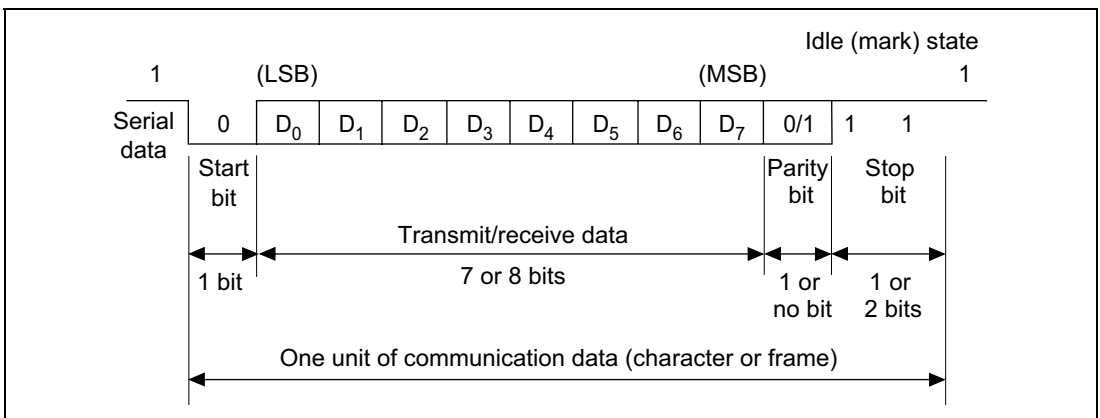 Idle (mark) state
1 (LSB) (MSB) 1
Serial data 0 D0 D1 D2 D3 D4 D5 D6 D7 0/1 1 1
Start bit
Parity bit
Stop bit
Transmit/receive data
1 bit
7 or 8 bits
1 or no bit
1 or 2 bits
One unit of communication data (character or frame)